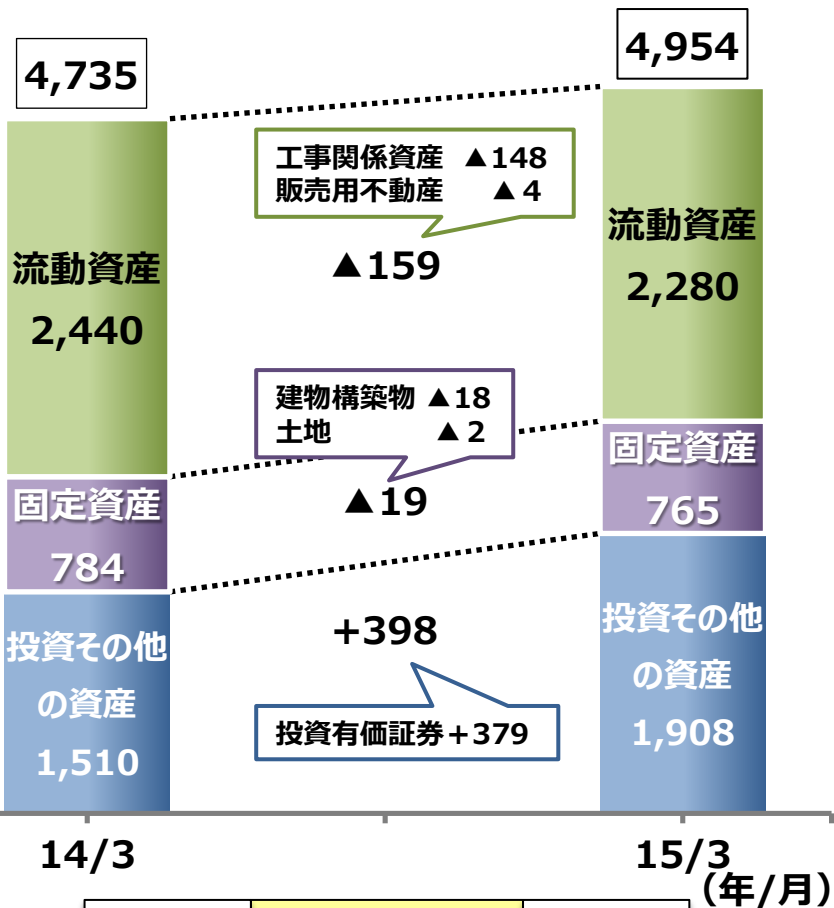 4,735
4,954
工事関係資産 ▲148
販売用不動産 ▲4
流動資産
2,440
▲159
流動資産
2,280
建物構築物 ▲18
土地 ▲2
固定資産
784
▲19
固定資産
765
投資その他
の資産
1,510
+398
投資有価証券+379
投資その他
の資産
1,908
14/3
15/3
(年/月)